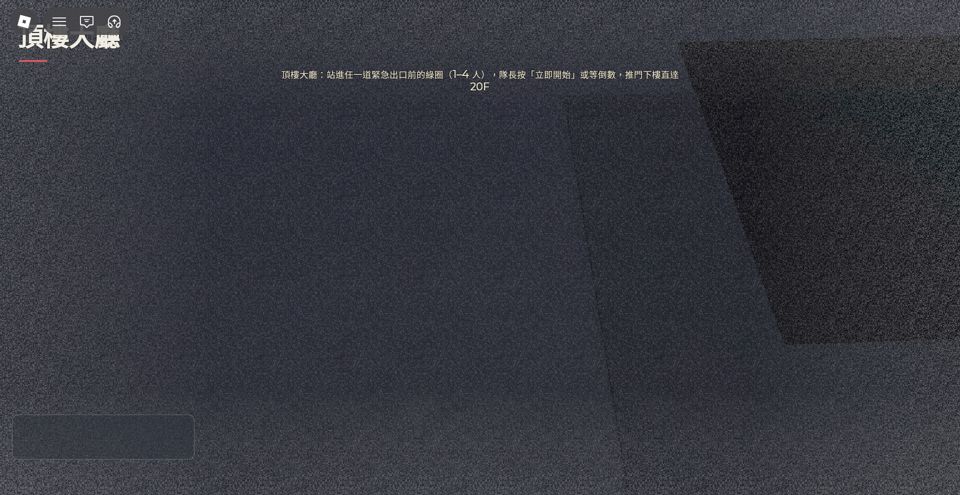 頂樓大廳
頂樓大廳：站進任一道緊急出口前的綠圈（1–4 人），隊長按「立即開始」或等倒數，推門下樓直達
20F